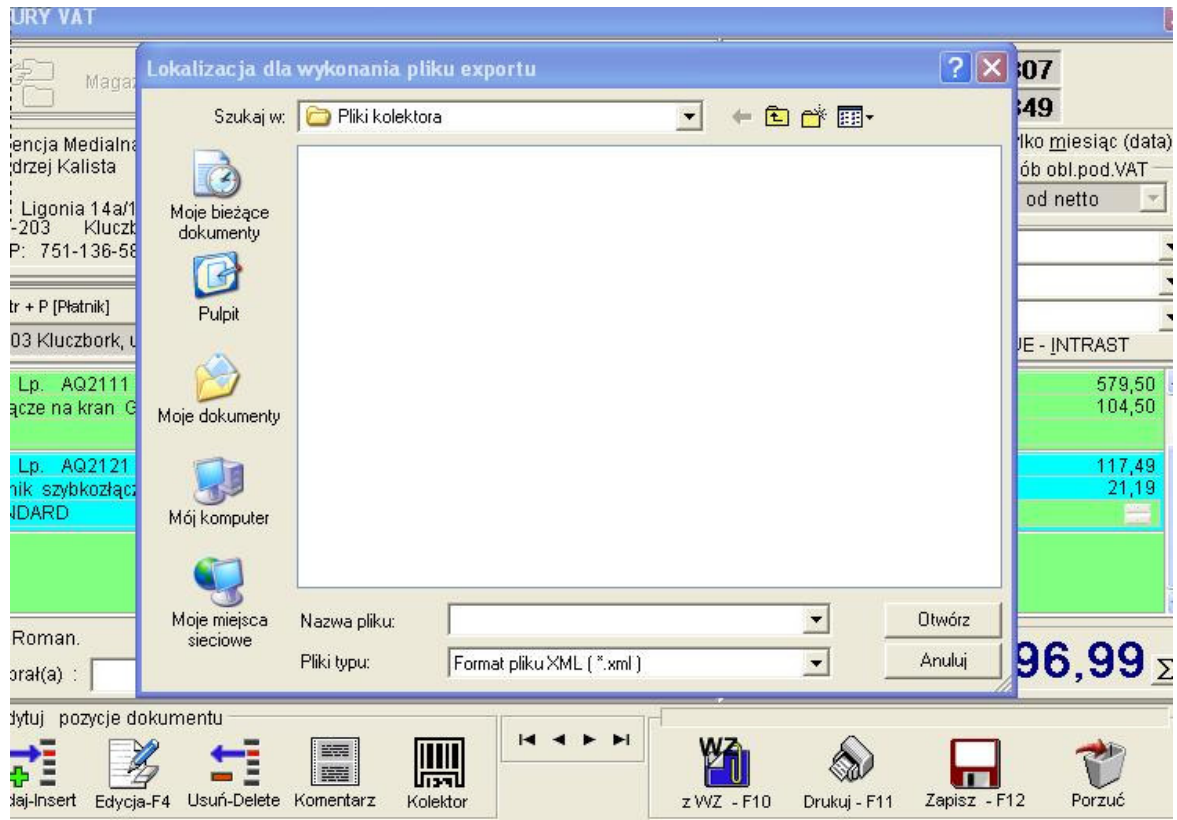 URY VAT
Lokalizacja dla wykonania pliku exportu
Magaz
307
349
Szukaj w:
Pliki kolektora
encja Medialna
drzej Kalista
Ligonia 14a/1
-203 Kluczb
P: 751-136-58
ylko miesiąc (data)
ób obl.pod.VAT
od netto
tr + P [Płatnik]
03 Kluczbork, u
UE - INTRAST
Lp. AQ2111
ącze na kran G
579,50
104,50
Lp. AQ2121
nik szybkozłącz
NDARD
117,49
21,19
Moje bieżące
dokumenty
Pulpit
Moje dokumenty
Mój komputer
Moje miejsca
sieciowe
Nazwa pliku:
Otwórz
Pliki typu:
Format pliku XML ( *.xml )
Anuluj
Roman.
brał(a) :
96,99
Σ
dytuj pozycje dokumentu
daj-Insert
Edycja-F4
Usuń-Delete
Komentarz
Kolektor
WZ
z WZ - F10
Drukuj - F11
Zapisz - F12
Porzuć